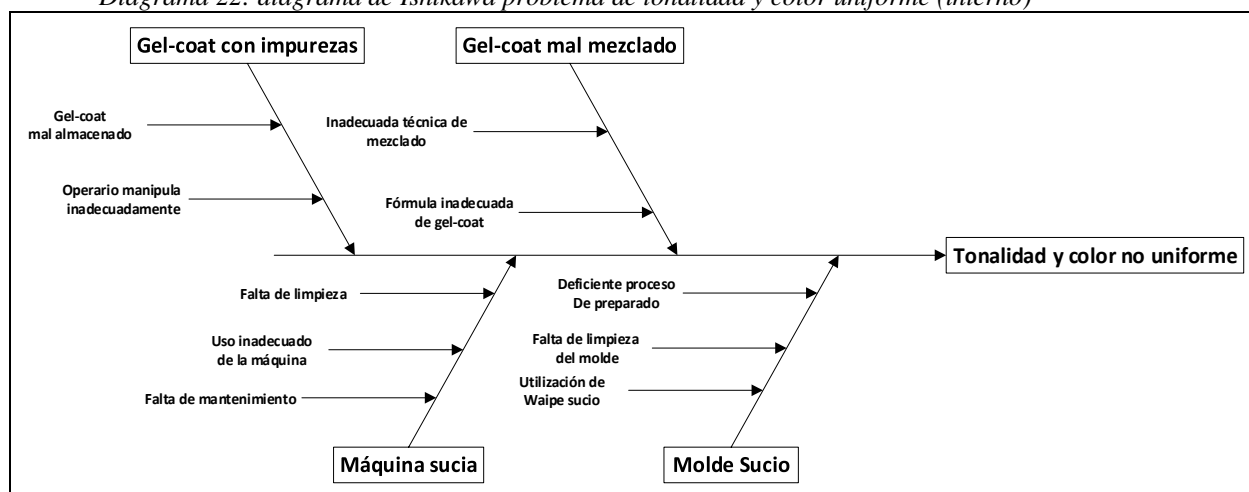 Diagrama 22: diagrama de Ishikawa problema de tonalidad y color uniforme (interno)
Gel-coat con impurezas
Gel-coat mal mezclado
Gel-coat
mal almacenado
Inadecuada técnica de
mezclado
Operario manipula
inadecuadamente
Fórmula inadecuada
de gel-coat
Tonalidad y color no uniforme
Falta de limpieza
Deficiente proceso
De preparado
Uso inadecuado
de la máquina
Falta de limpieza
del molde
Falta de mantenimiento
Utilización de
Waipe sucio
Máquina sucia
Molde Sucio